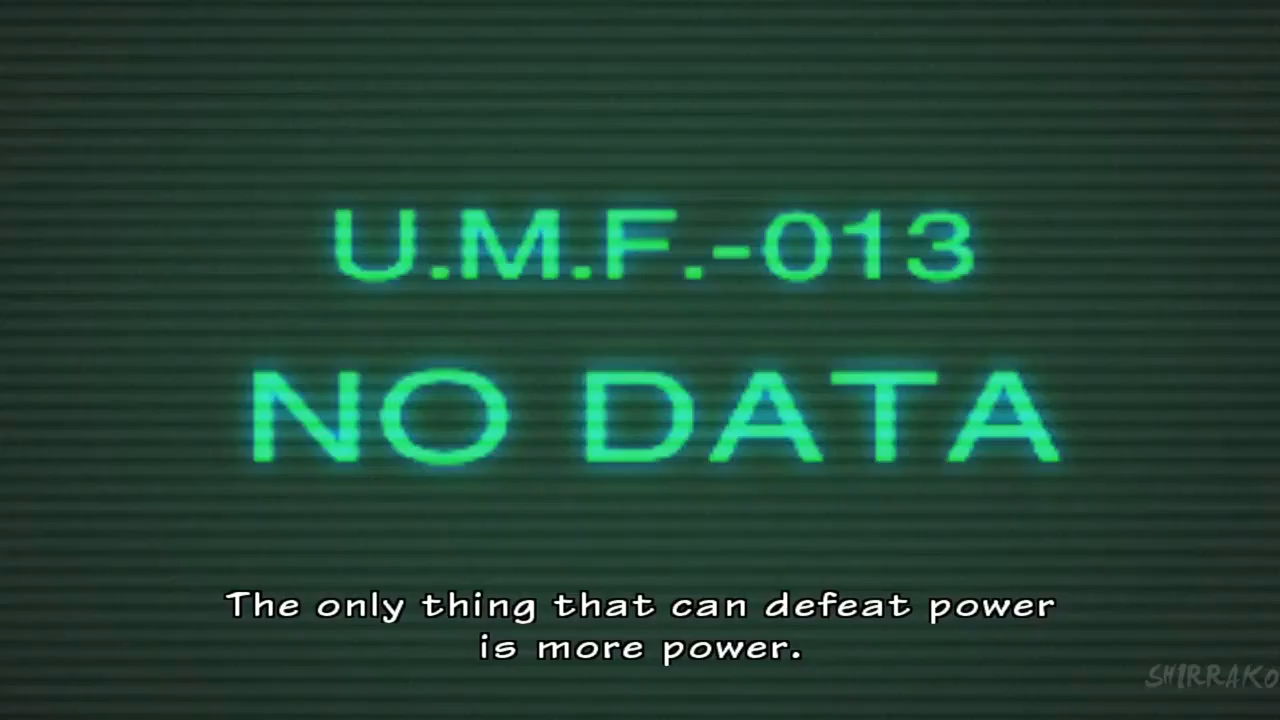 U.M.F.-013
NO DATA
The only thing that can defeat power
is more power.
SHIRRAKO